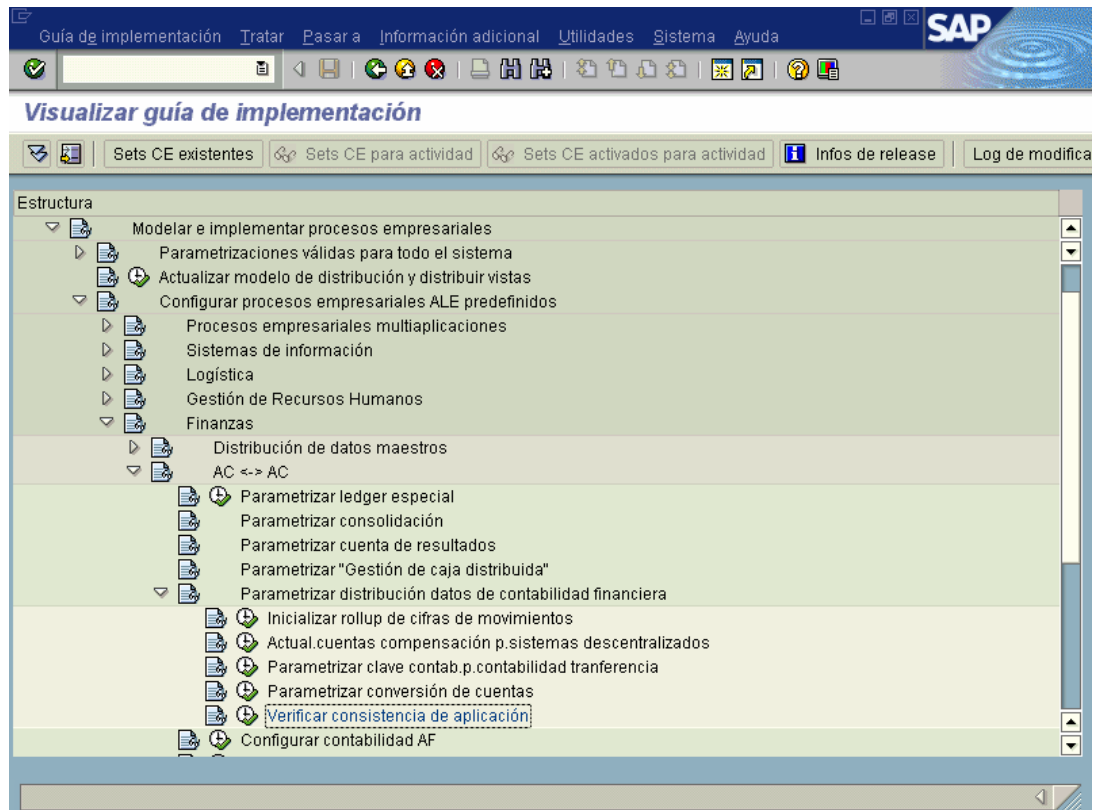 Guía de implementación Tratar Pasar a Información adicional Utilidades Sistema Ayuda
SAP
Visualizar guía de implementación
Sets CE existentes Sets CE para actividad Sets CE activados para actividad Infos de release Log de modifica
Estructura
Modelar e implementar procesos empresariales
Parametrizaciones válidas para todo el sistema
Actualizar modelo de distribución y distribuir vistas
Configurar procesos empresariales ALE predefinidos
Procesos empresariales multiaplicaciones
Sistemas de información
Logística
Gestión de Recursos Humanos
Finanzas
Distribución de datos maestros
AC <-> AC
Parametrizar ledger especial
Parametrizar consolidación
Parametrizar cuenta de resultados
Parametrizar "Gestión de caja distribuida"
Parametrizar distribución datos de contabilidad financiera
Inicializar rollup de cifras de movimientos
Actual.cuentas compensación p.sistemas descentralizados
Parametrizar clave contab.p.contabilidad tranferencia
Parametrizar conversión de cuentas
Verificar consistencia de aplicación
Configurar contabilidad AF